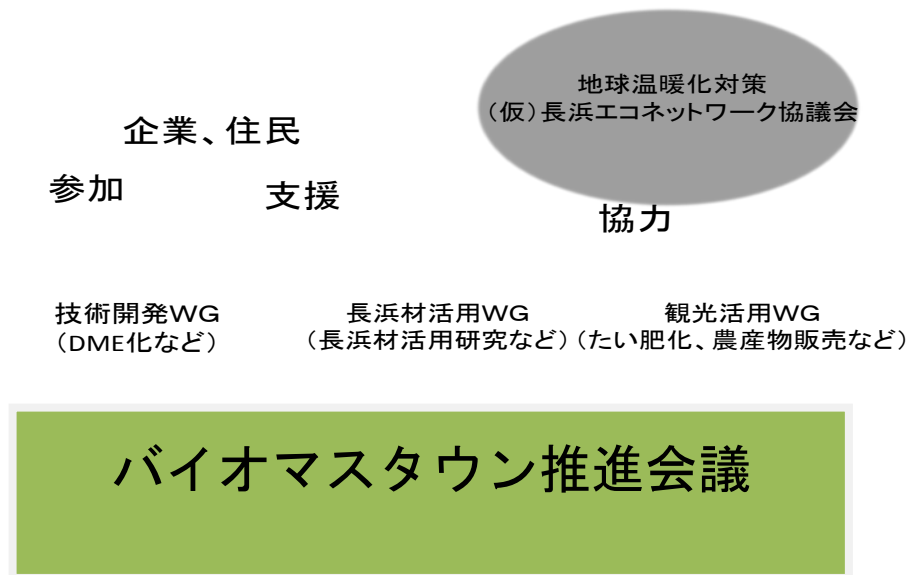 地球温暖化対策
（仮）長浜エコネットワーク協議会
企業、住民
参加
支援
協力
技術開発WG
（DME化など）
長浜材活用WG
（長浜材活用研究など）
観光活用WG
（たい肥化、農産物販売など）
バイオマスタウン推進会議